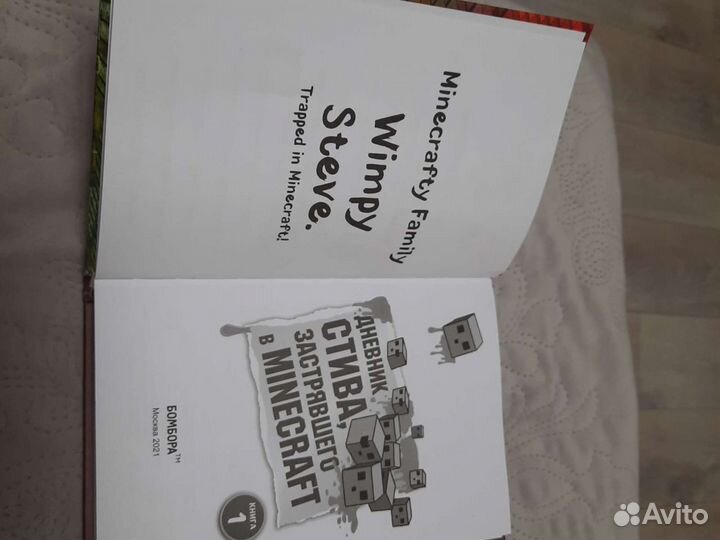 Minecrafty Family
Wimpy
Steve.
Trapped in Minecraft!
ДНЕВНИК
СТИВА,
ЗАСТРЯВШЕГО
В MINECRAFT
КНИГА
1
БОМБОРА™
Москва 2021
Avito